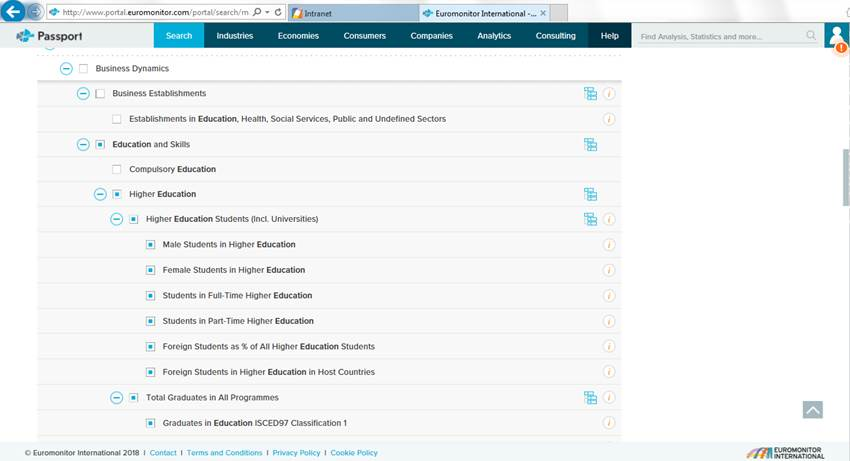 http://www.portal.euromonitor.com/portal/search/m
Intranet
Euromonitor International -...
Passport
Search Industries Economies Consumers Companies Analytics Consulting Help
Find Analysis, Statistics and more...
Business Dynamics
Business Establishments
Establishments in Education, Health, Social Services, Public and Undefined Sectors
Education and Skills
Compulsory Education
Higher Education
Higher Education Students (Incl. Universities)
Male Students in Higher Education
Female Students in Higher Education
Students in Full-Time Higher Education
Students in Part-Time Higher Education
Foreign Students as % of All Higher Education Students
Foreign Students in Higher Education in Host Countries
Total Graduates in All Programmes
Graduates in Education ISCED97 Classification 1
© Euromonitor International 2018 | Contact | Terms and Conditions | Privacy Policy | Cookie Policy
EUROMONITOR
INTERNATIONAL